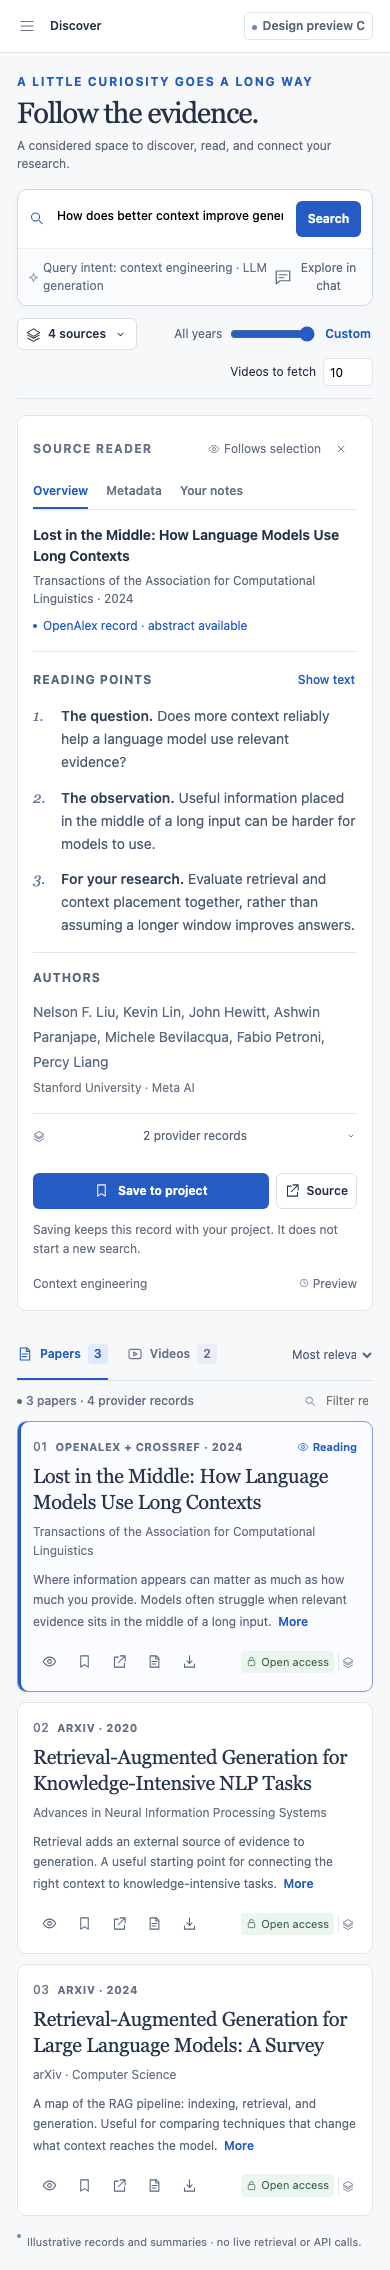 Discover
Design preview C
A LITTLE CURIOSITY GOES A LONG WAY
Follow the evidence.
A considered space to discover, read, and connect your
research.
How does better context improve gener
Search
Query intent: context engineering · LLM
generation
Explore in
chat
4 sources
All years
Custom
Videos to fetch
10
SOURCE READER
Follows selection
Overview
Metadata
Your notes
Lost in the Middle: How Language Models Use
Long Contexts
Transactions of the Association for Computational
Linguistics · 2024
OpenAlex record · abstract available
READING POINTS
Show text
1. The question. Does more context reliably
help a language model use relevant
evidence?
2. The observation. Useful information placed
in the middle of a long input can be harder for
models to use.
3. For your research. Evaluate retrieval and
context placement together, rather than
assuming a longer window improves answers.
AUTHORS
Nelson F. Liu, Kevin Lin, John Hewitt, Ashwin
Paranjape, Michele Bevilacqua, Fabio Petroni,
Percy Liang
Stanford University · Meta AI
2 provider records
Save to project
Source
Saving keeps this record with your project. It does not
start a new search.
Context engineering
Preview
Papers 3
Videos 2
Most releva
3 papers · 4 provider records
Filter re
01 OPENALEX + CROSSREF · 2024
Reading
Lost in the Middle: How Language
Models Use Long Contexts
Transactions of the Association for Computational
Linguistics
Where information appears can matter as much as how
much you provide. Models often struggle when relevant
evidence sits in the middle of a long input. More
Open access
02 ARXIV · 2020
Retrieval-Augmented Generation for
Knowledge-Intensive NLP Tasks
Advances in Neural Information Processing Systems
Retrieval adds an external source of evidence to
generation. A useful starting point for connecting the
right context to knowledge-intensive tasks. More
Open access
03 ARXIV · 2024
Retrieval-Augmented Generation for
Large Language Models: A Survey
arXiv · Computer Science
A map of the RAG pipeline: indexing, retrieval, and
generation. Useful for comparing techniques that change
what context reaches the model. More
Open access
Illustrative records and summaries · no live retrieval or API calls.